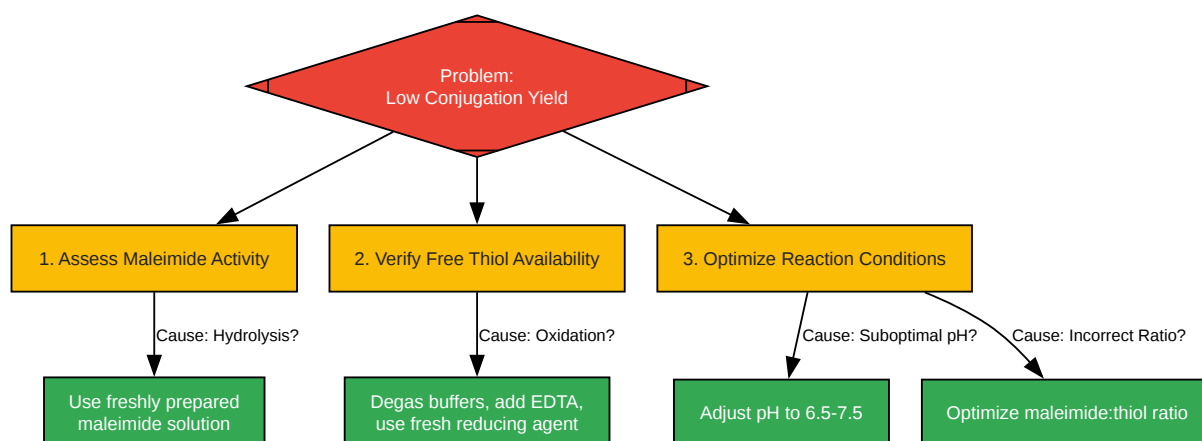 Problem:
Low Conjugation Yield
1. Assess Maleimide Activity
2. Verify Free Thiol Availability
3. Optimize Reaction Conditions
Cause: Hydrolysis?
Cause: Oxidation?
Cause: Suboptimal pH?
Cause: Incorrect Ratio?
Use freshly prepared
maleimide solution
Degas buffers, add EDTA,
use fresh reducing agent
Adjust pH to 6.5-7.5
Optimize maleimide:thiol ratio